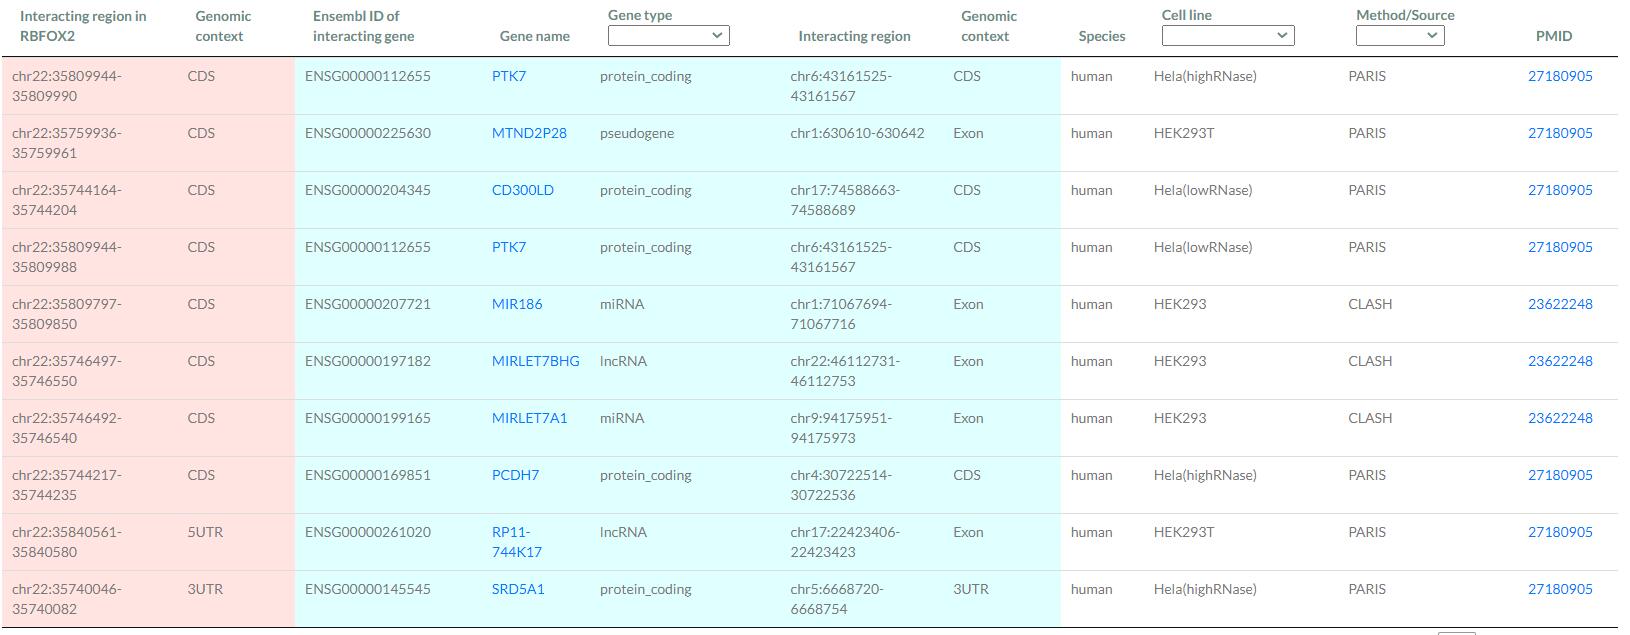 Interacting region in RBFOX2 Genomic context Ensembl ID of interacting gene Gene name Gene type Interacting region Genomic context Species Cell line Method/Source PMID
chr22:35809944-35809990 CDS ENSG00000112655 PTK7 protein_coding chr6:43161525-43161567 CDS human Hela(highRNase) PARIS 27180905
chr22:35759936-35759961 CDS ENSG00000225630 MTND2P28 pseudogene chr1:630610-630642 Exon human HEK293T PARIS 27180905
chr22:35744164-35744204 CDS ENSG00000204345 CD300LD protein_coding chr17:74588663-74588689 CDS human Hela(lowRNase) PARIS 27180905
chr22:35809944-35809988 CDS ENSG00000112655 PTK7 protein_coding chr6:43161525-43161567 CDS human Hela(lowRNase) PARIS 27180905
chr22:35809797-35809850 CDS ENSG00000207721 MIR186 miRNA chr1:71067694-71067716 Exon human HEK293 CLASH 23622248
chr22:35746497-35746550 CDS ENSG00000197182 MIRLET7BHG lncRNA chr22:46112731-46112753 Exon human HEK293 CLASH 23622248
chr22:35746492-35746540 CDS ENSG00000199165 MIRLET7A1 miRNA chr9:94175951-94175973 Exon human HEK293 CLASH 23622248
chr22:35744217-35744235 CDS ENSG00000169851 PCDH7 protein_coding chr4:30722514-30722536 CDS human Hela(highRNase) PARIS 27180905
chr22:35840561-35840580 5UTR ENSG00000261020 RP11-744K17 lncRNA chr17:22423406-22423423 Exon human HEK293T PARIS 27180905
chr22:35740046-35740082 3UTR ENSG00000145545 SRD5A1 protein_coding chr5:6668720-6668754 3UTR human Hela(highRNase) PARIS 27180905